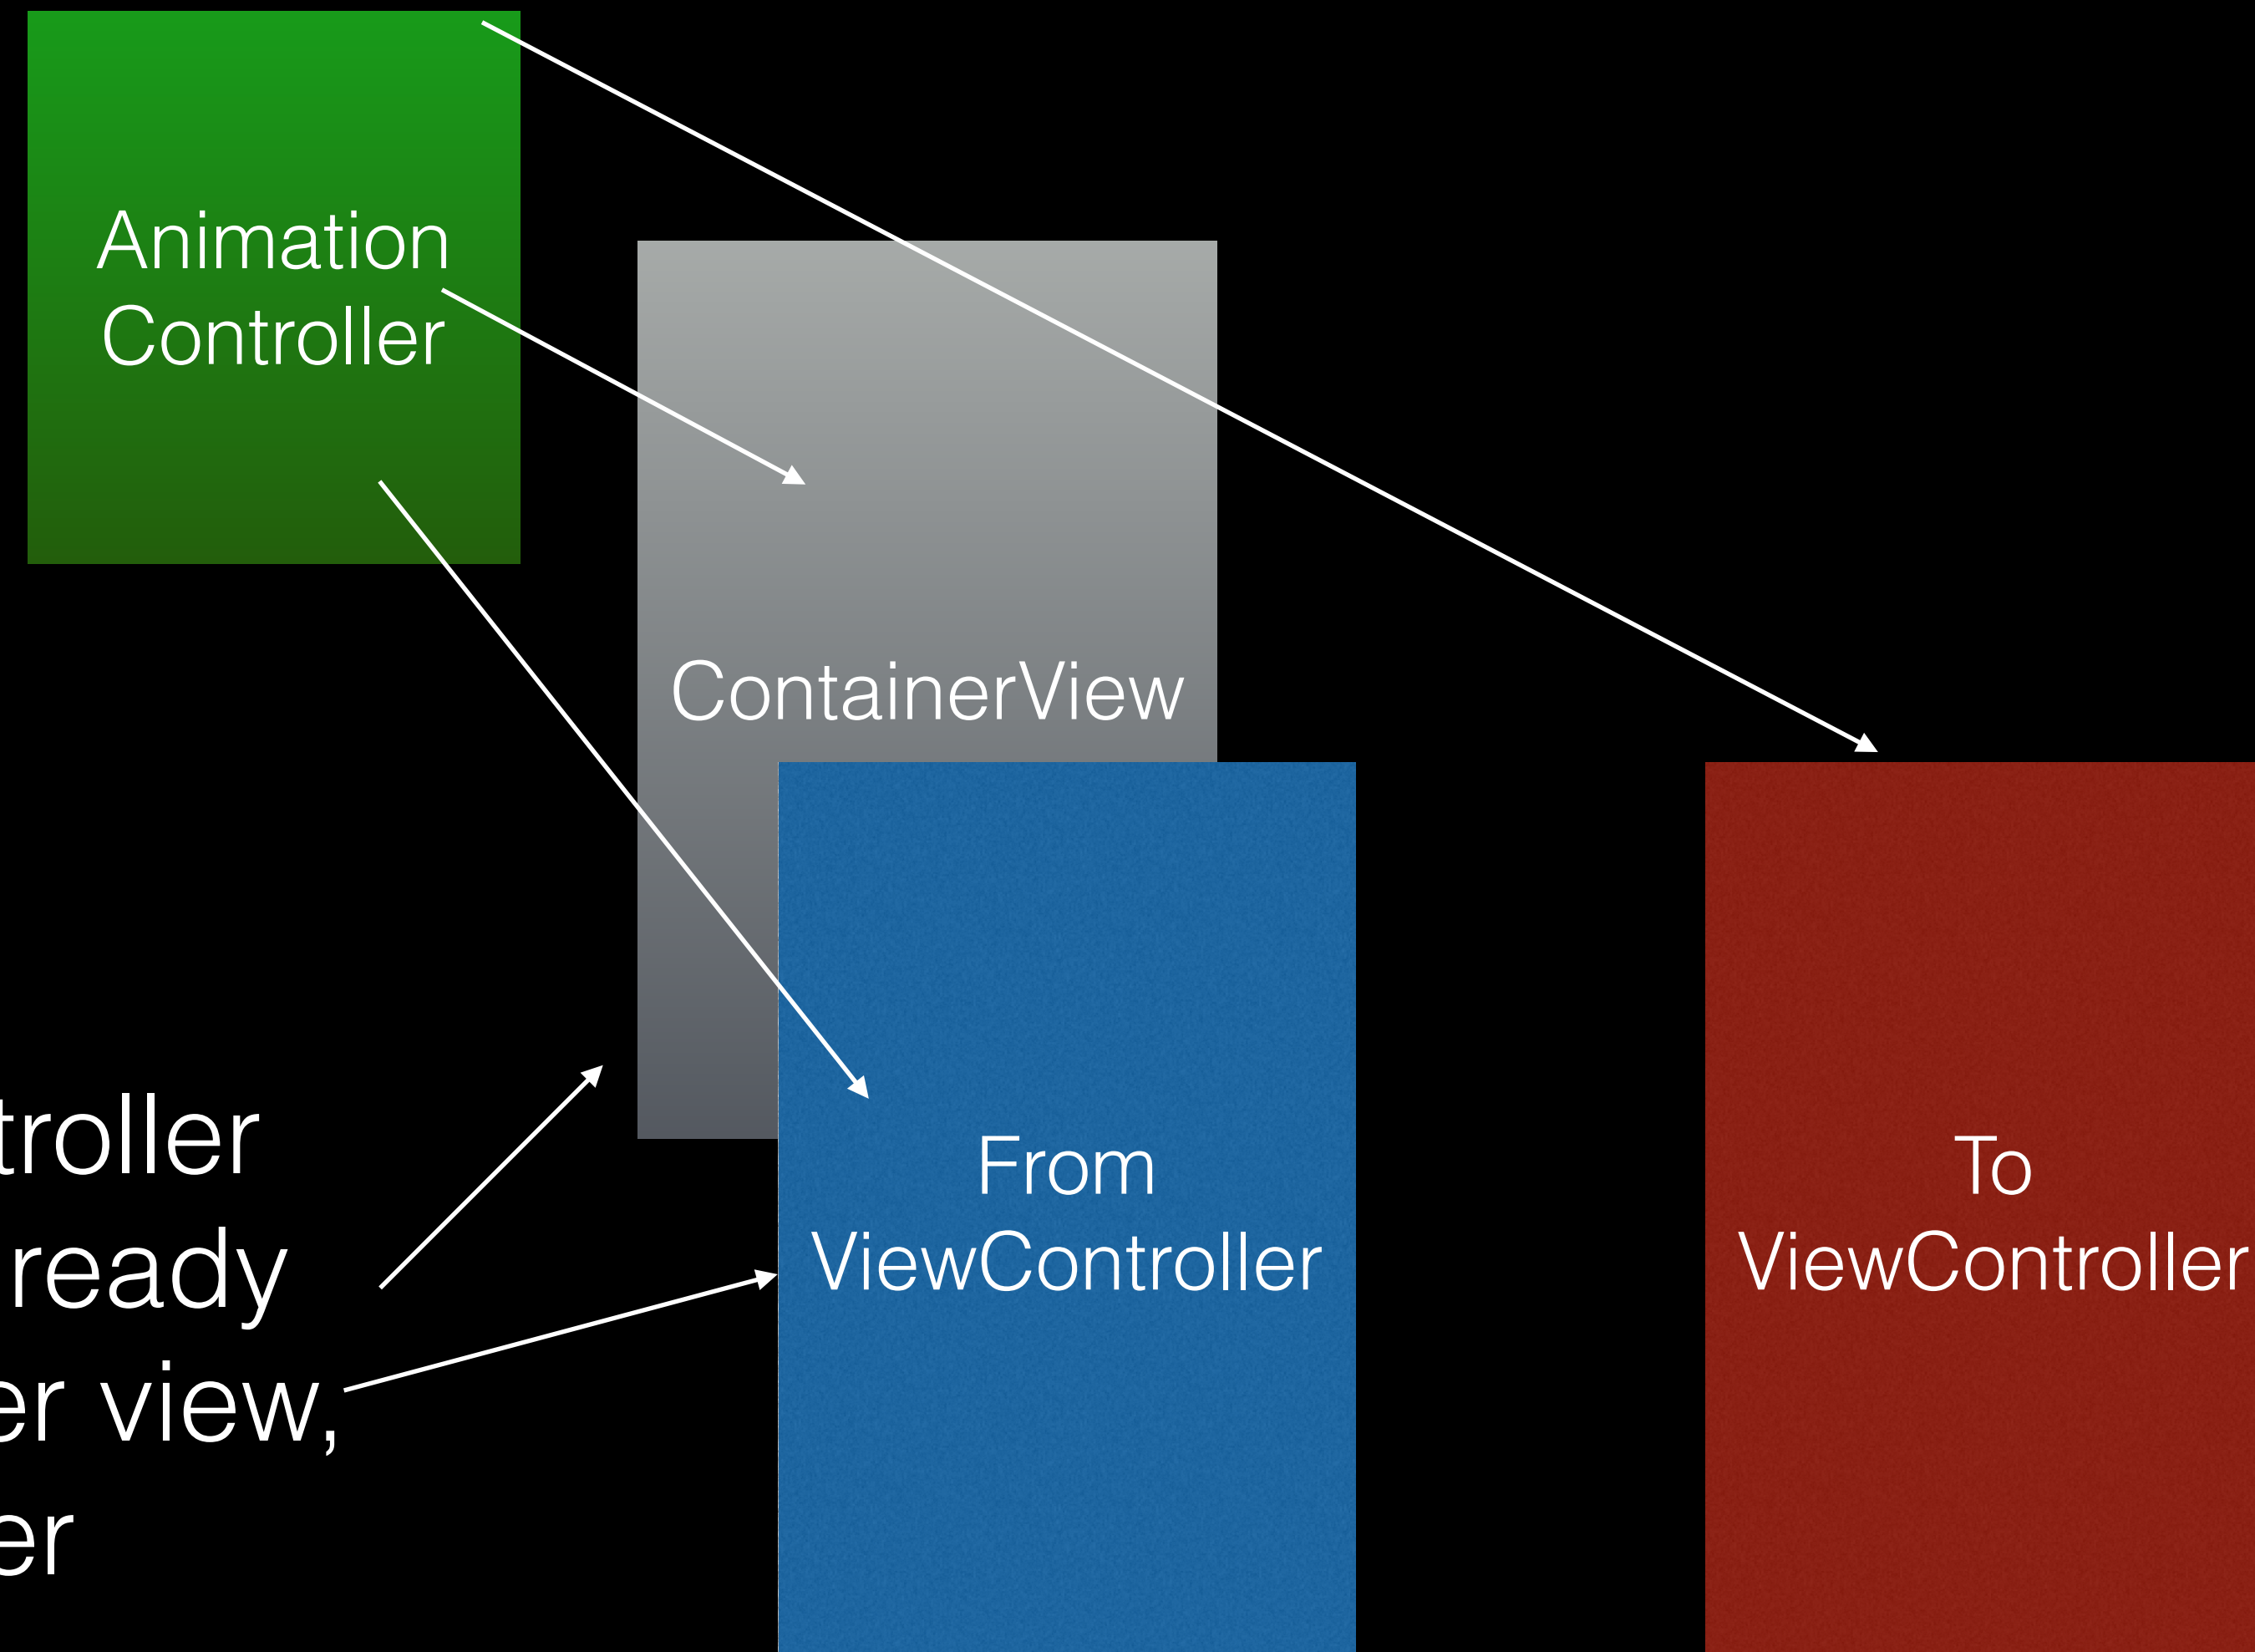 Animation
Controller
ContainerView
From
ViewController
To
ViewController
troller
ready
er view,
er